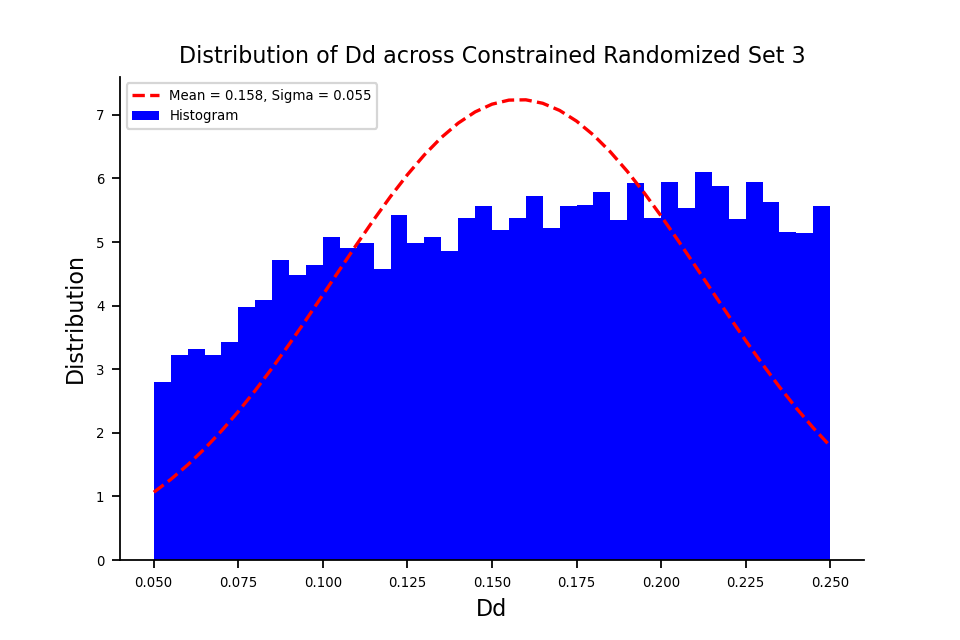 Distribution of Dd across Constrained Randomized Set 3
Mean = 0.158, Sigma = 0.055
Histogram
Distribution
7
6
5
4
3
2
1
0
0.050 0.075 0.100 0.125 0.150 0.175 0.200 0.225 0.250
Dd